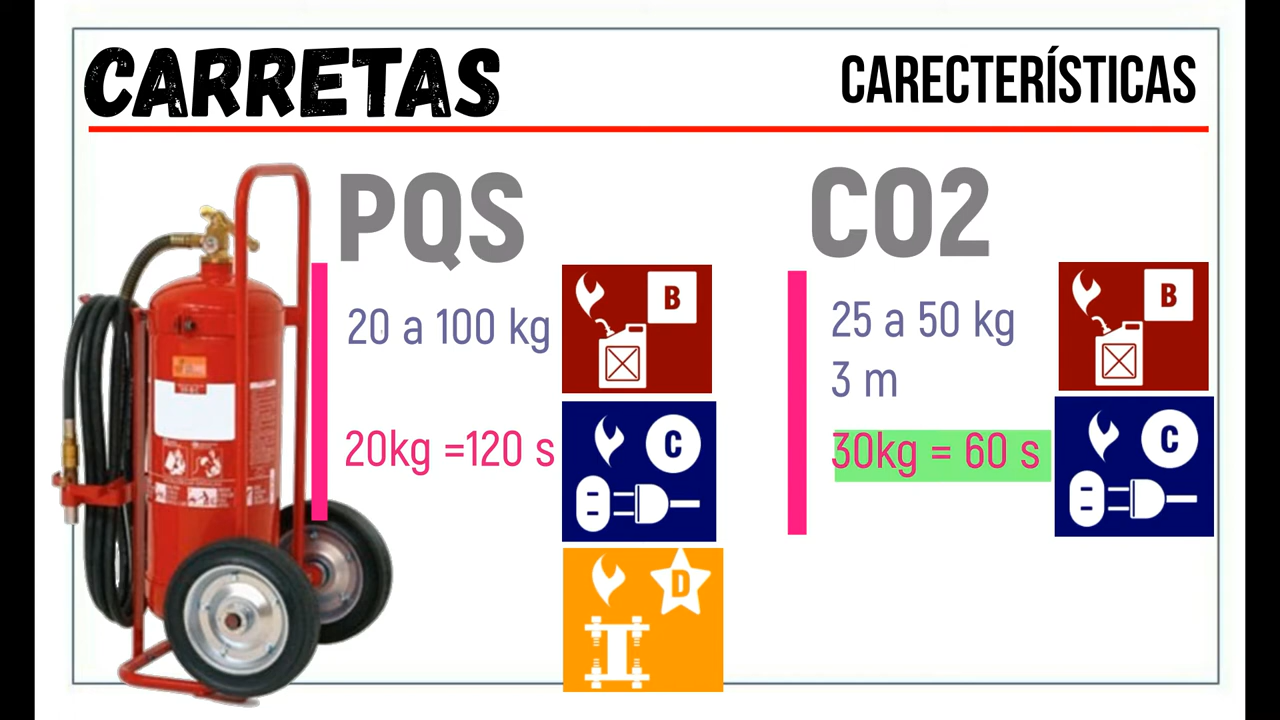 CARRETAS
CARECTERÍSTICAS
PQS
20 a 100 kg
20kg =120 s
B
C
D
CO2
25 a 50 kg
3 m
30kg = 60 s
B
C